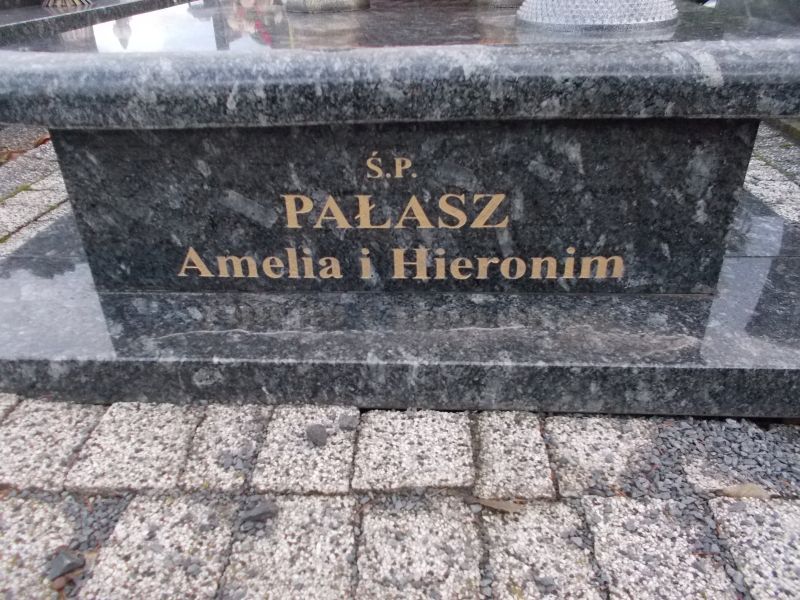 Ś.P.
PAŁASZ
Amelia i Hieronim